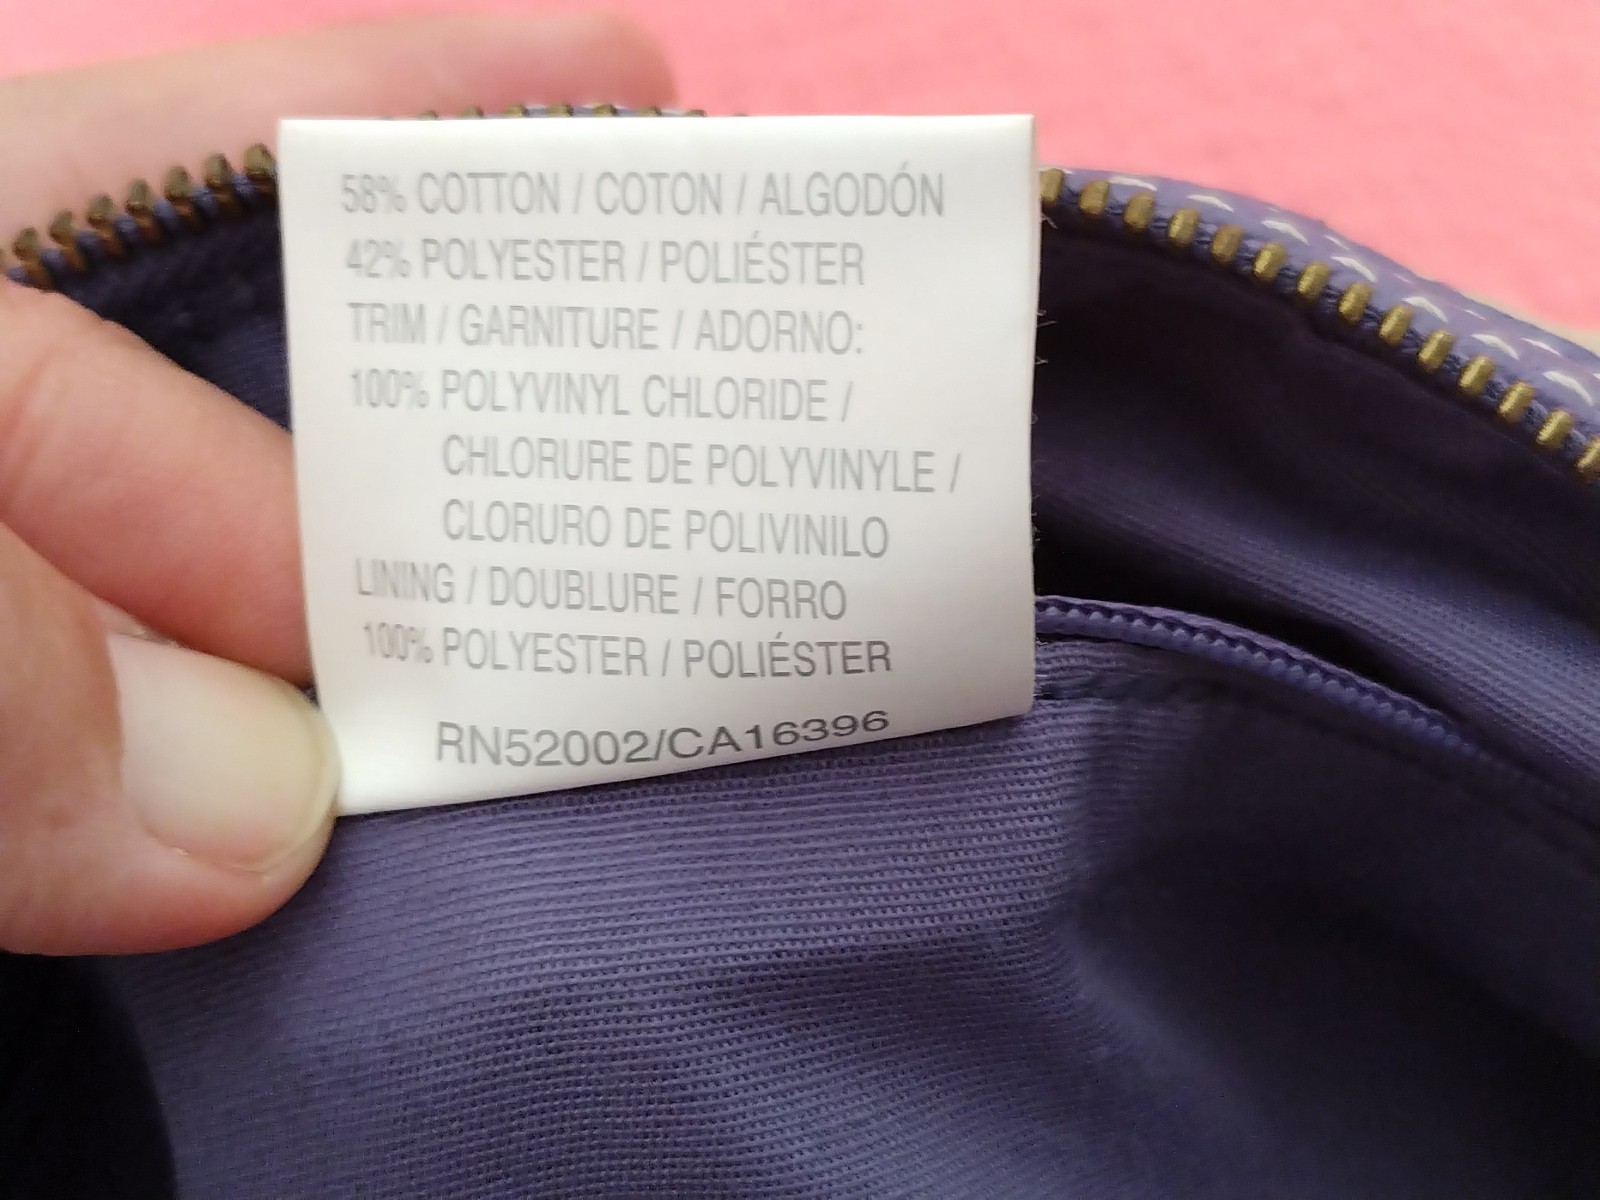 58% COTTON / COTON / ALGODÓN
42% POLYESTER / POLIÉSTER
TRIM / GARNITURE / ADORNO:
100% POLYVINYL CHLORIDE /
CHLORURE DE POLYVINYLE /
CLORURO DE POLIVINILO
LINING / DOUBLURE / FORRO
100% POLYESTER / POLIÉSTER
RN52002/CA16396